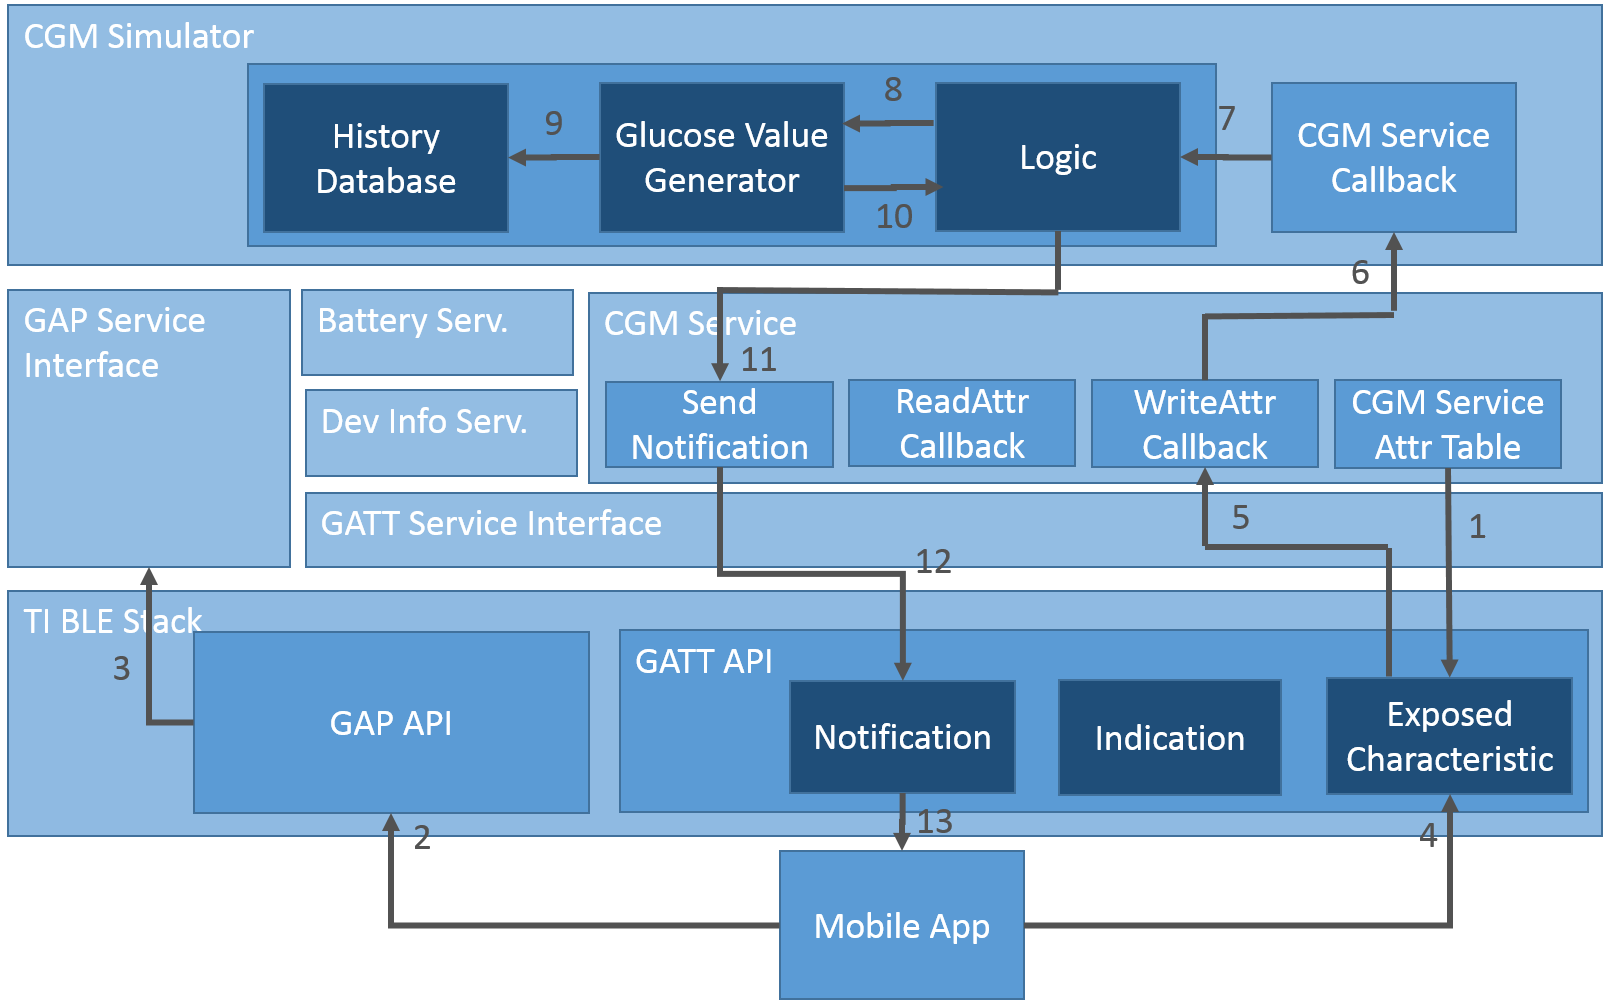 CGM Simulator
History
Database
9
Glucose Value
Generator
8
10
Logic
7
CGM Service
Callback
6
GAP Service
Interface
Battery Serv.
Dev Info Serv.
CGM Service
11
Send
Notification
ReadAttr
Callback
WriteAttr
Callback
CGM Service
Attr Table
GATT Service Interface
5
1
12
TI BLE Stack
3
GAP API
GATT API
Notification
Indication
Exposed
Characteristic
2
13
4
Mobile App